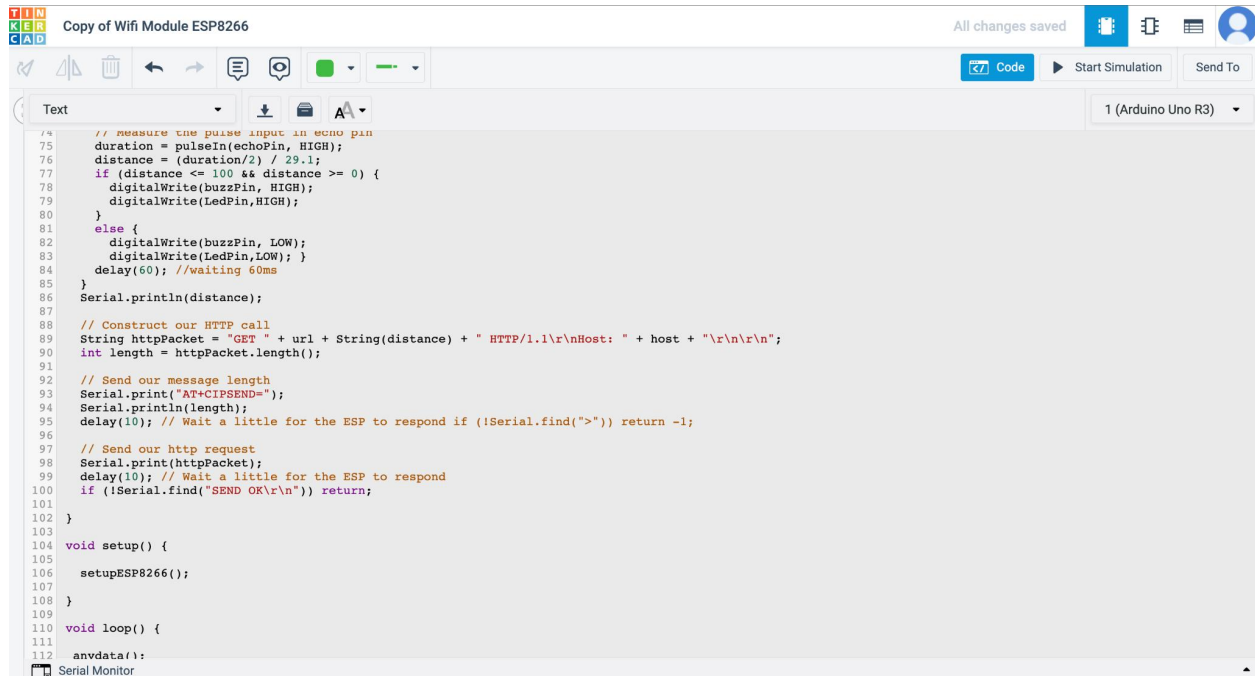 TIN
KER
CAD
Copy of Wifi Module ESP8266
All changes saved
Code
Start Simulation
Send To
Text
1 (Arduino Uno R3)
74 // Measure the pulse input in echo pin
75 duration = pulseIn(echoPin, HIGH);
76 distance = (duration/2) / 29.1;
77 if (distance <= 100 && distance >= 0) {
78 digitalWrite(buzzPin, HIGH);
79 digitalWrite(LedPin,HIGH);
80 }
81 else {
82 digitalWrite(buzzPin, LOW);
83 digitalWrite(LedPin,LOW); }
84 delay(60); //waiting 60ms
85 }
86 Serial.println(distance);
87
88 // Construct our HTTP call
89 String httpPacket = "GET " + url + String(distance) + " HTTP/1.1\r\nHost: " + host + "\r\n\r\n";
90 int length = httpPacket.length();
91
92 // Send our message length
93 Serial.print("AT+CIPSEND=");
94 Serial.println(length);
95 delay(10); // Wait a little for the ESP to respond if (!Serial.find(">")) return -1;
96
97 // Send our http request
98 Serial.print(httpPacket);
99 delay(10); // Wait a little for the ESP to respond
100 if (!Serial.find("SEND OK\r\n")) return;
101
102 }
103
104 void setup() {
105
106 setupESP8266();
107
108 }
109
110 void loop() {
111
112 anydata();
Serial Monitor